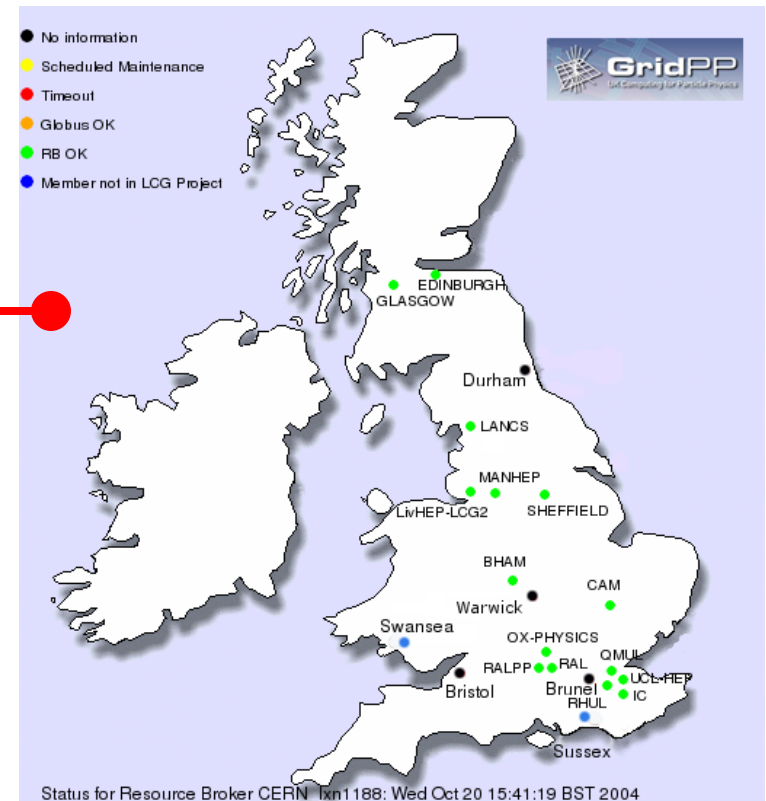 No information
Scheduled Maintenance
Timeout
Globus OK
RB OK
Member not in LCG Project
GridPP
UK Computing for Particle Physics
EDINBURGH
GLASGOW
Durham
LANCS
MANHEP
LivHEP-LCG2
SHEFFIELD
BHAM
CAM
Warwick
Swansea
OX-PHYSICS
QMUL
RALPP
RAL
UCL-HEP
Bristol
Brunel
IC
RHUL
Sussex
Status for Resource Broker CERN lxn1188: Wed Oct 20 15:41:19 BST 2004